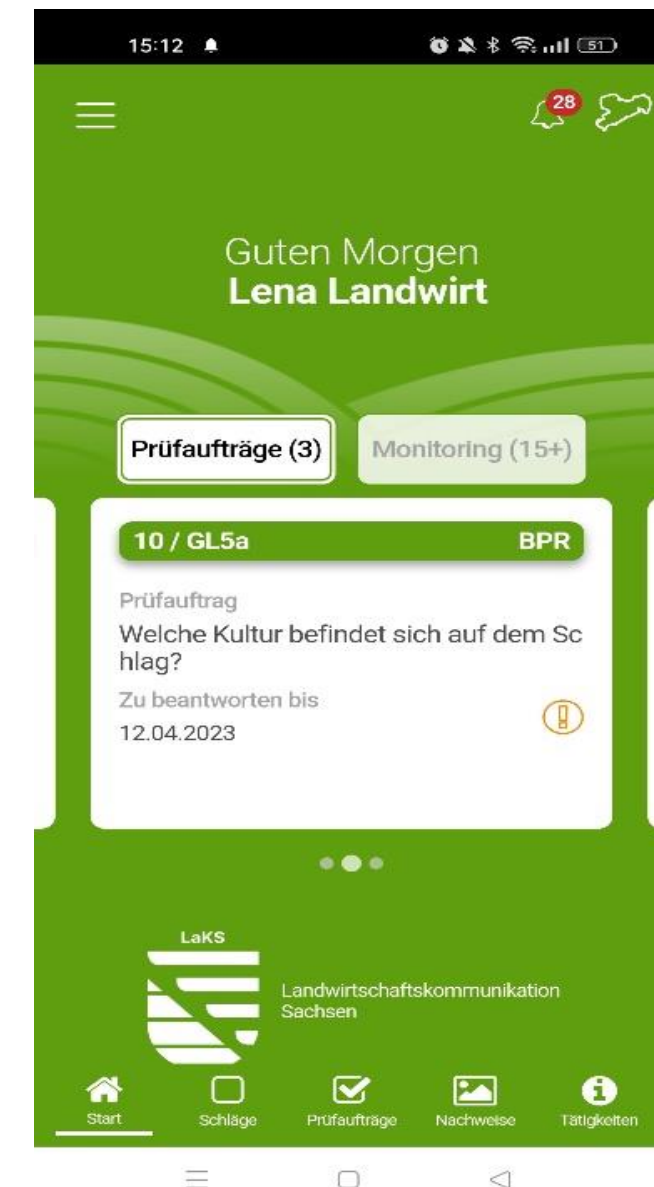 15:12
51
28
Guten Morgen
Lena Landwirt
Prüfaufträge (3)
Monitoring (15+)
10 / GL5a
BPR
Prüfauftrag
Welche Kultur befindet sich auf dem Sc
hlag?
Zu beantworten bis
12.04.2023
LaKS
Landwirtschaftskommunikation
Sachsen
Start
Schläge
Prüfaufträge
Nachweise
Tätigkeiten